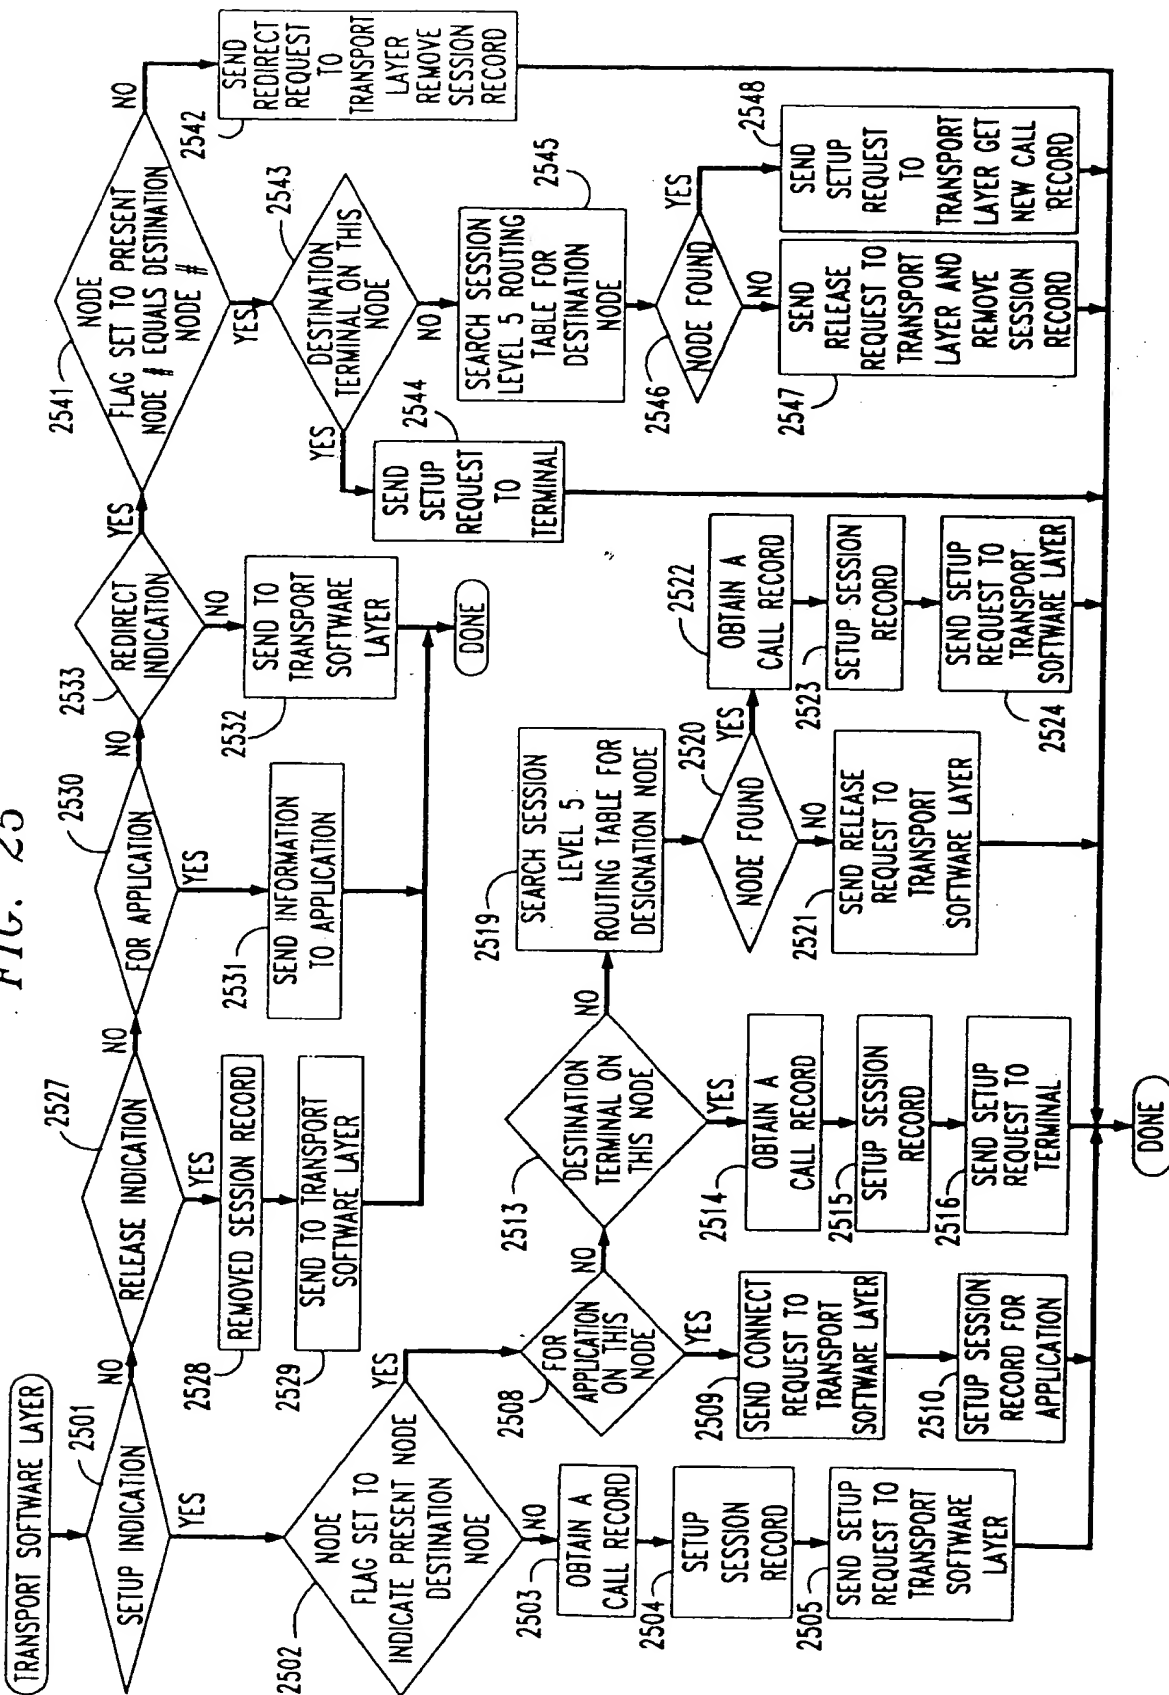 FIG. 25
TRANSPORT SOFTWARE LAYER
2501
SETUP INDICATION
NO
YES
2527
RELEASE INDICATION
NO
YES
2528
REMOVED SESSION RECORD
2529
SEND TO TRANSPORT
SOFTWARE LAYER
2530
FOR APPLICATION
NO
YES
2531
SEND INFORMATION
TO APPLICATION
2533
REDIRECT
INDICATION
YES
NO
2532
SEND TO
TRANSPORT
SOFTWARE
LAYER
DONE
2541
NODE
FLAG SET TO PRESENT
NODE # EQUALS DESTINATION
NODE #
NO
YES
2542
SEND
REDIRECT
REQUEST
TO
TRANSPORT
LAYER REMOVE
SESSION
RECORD
2543
DESTINATION
TERMINAL ON THIS
NODE
YES
NO
2544
SEND
SETUP
REQUEST
TO
TERMINAL
2545
SEARCH SESSION
LEVEL 5 ROUTING
TABLE FOR
DESTINATION
NODE
2546
NODE FOUND
YES
NO
2547
SEND
RELEASE
REQUEST TO
TRANSPORT
LAYER AND
REMOVE
SESSION
RECORD
2548
SEND
SETUP
REQUEST
TO
TRANSPORT
LAYER GET
NEW CALL
RECORD
2502
NODE
FLAG SET TO
INDICATE PRESENT NODE
DESTINATION
NODE
YES
NO
2503
OBTAIN A
CALL RECORD
2504
SETUP
SESSION
RECORD
2505
SEND SETUP
REQUEST TO
TRANSPORT
SOFTWARE
LAYER
2508
FOR
APPLICATION
ON THIS
NODE
NO
YES
2509
SEND CONNECT
REQUEST TO
TRANSPORT
SOFTWARE LAYER
2510
SETUP SESSION
RECORD FOR
APPLICATION
2513
DESTINATION
TERMINAL ON
THIS NODE
NO
YES
2514
OBTAIN A
CALL RECORD
2515
SETUP SESSION
RECORD
2516
SEND SETUP
REQUEST TO
TERMINAL
2519
SEARCH SESSION
LEVEL 5
ROUTING TABLE FOR
DESIGNATION NODE
2520
NODE FOUND
YES
NO
2521
SEND RELEASE
REQUEST TO
TRANSPORT
SOFTWARE LAYER
2522
OBTAIN A
CALL RECORD
2523
SETUP SESSION
RECORD
2524
SEND SETUP
REQUEST TO
TRANSPORT
SOFTWARE LAYER
DONE